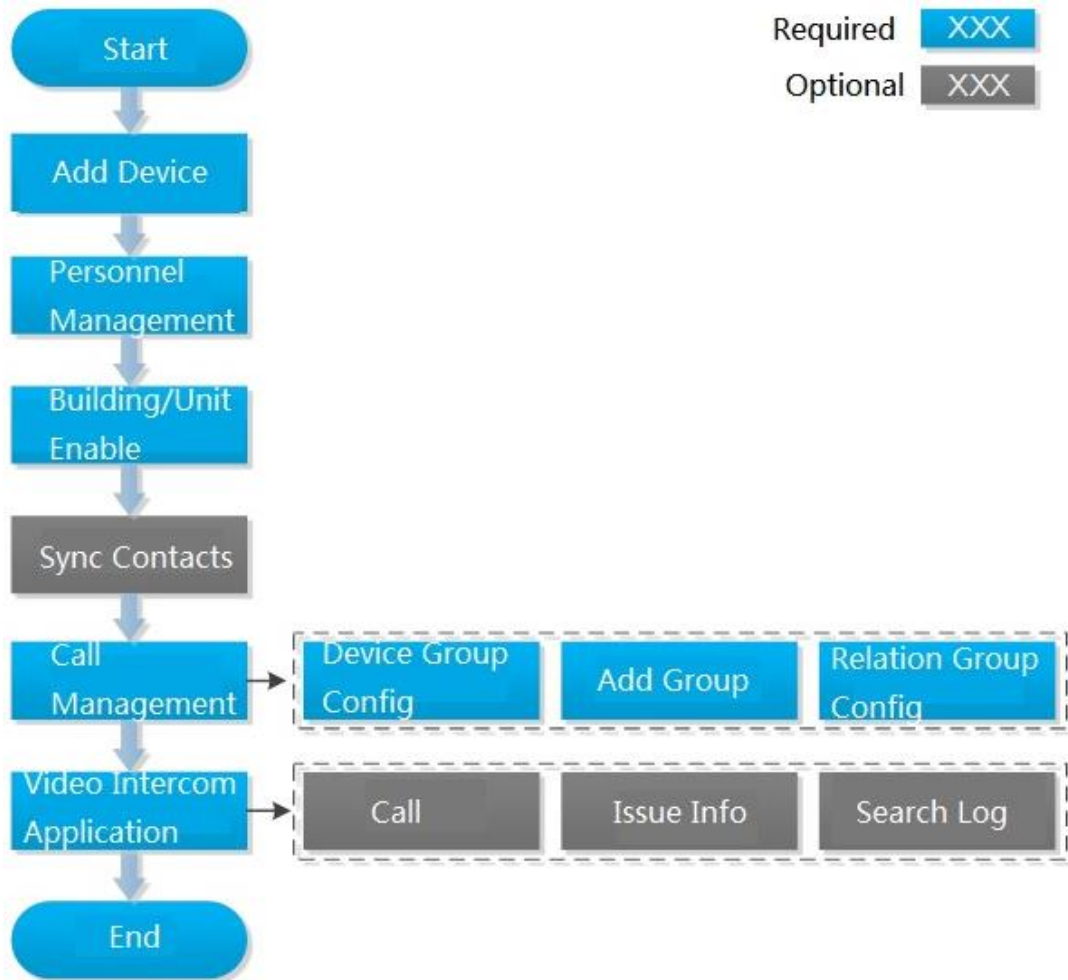 Start
Required XXX
Optional XXX
Add Device
Personnel
Management
Building/Unit
Enable
Sync Contacts
Call
Management
Device Group
Config
Add Group
Relation Group
Config
Video Intercom
Application
Call
Issue Info
Search Log
End